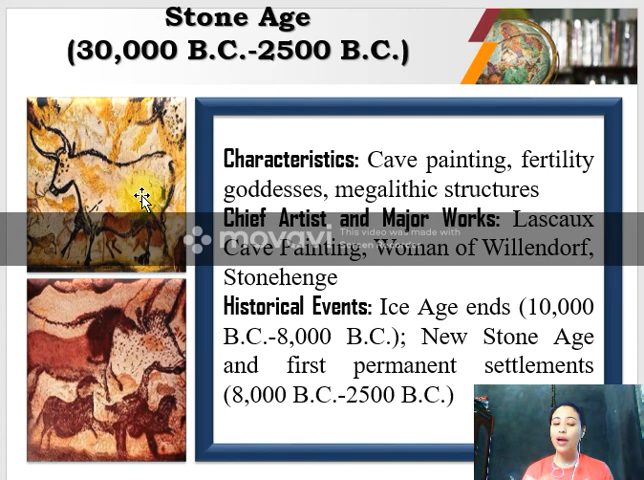 Stone Age
(30,000 B.C.-2500 B.C.)
Characteristics: Cave painting, fertility
goddesses, megalithic structures
Chief Artist and Major Works: Lascaux
movavi
This video was made with
Screen Recorder
Cave Painting, Woman of Willendorf,
Stonehenge
Historical Events: Ice Age ends (10,000
B.C.-8,000 B.C.); New Stone Age
and first permanent settlements
(8,000 B.C.-2500 B.C.)